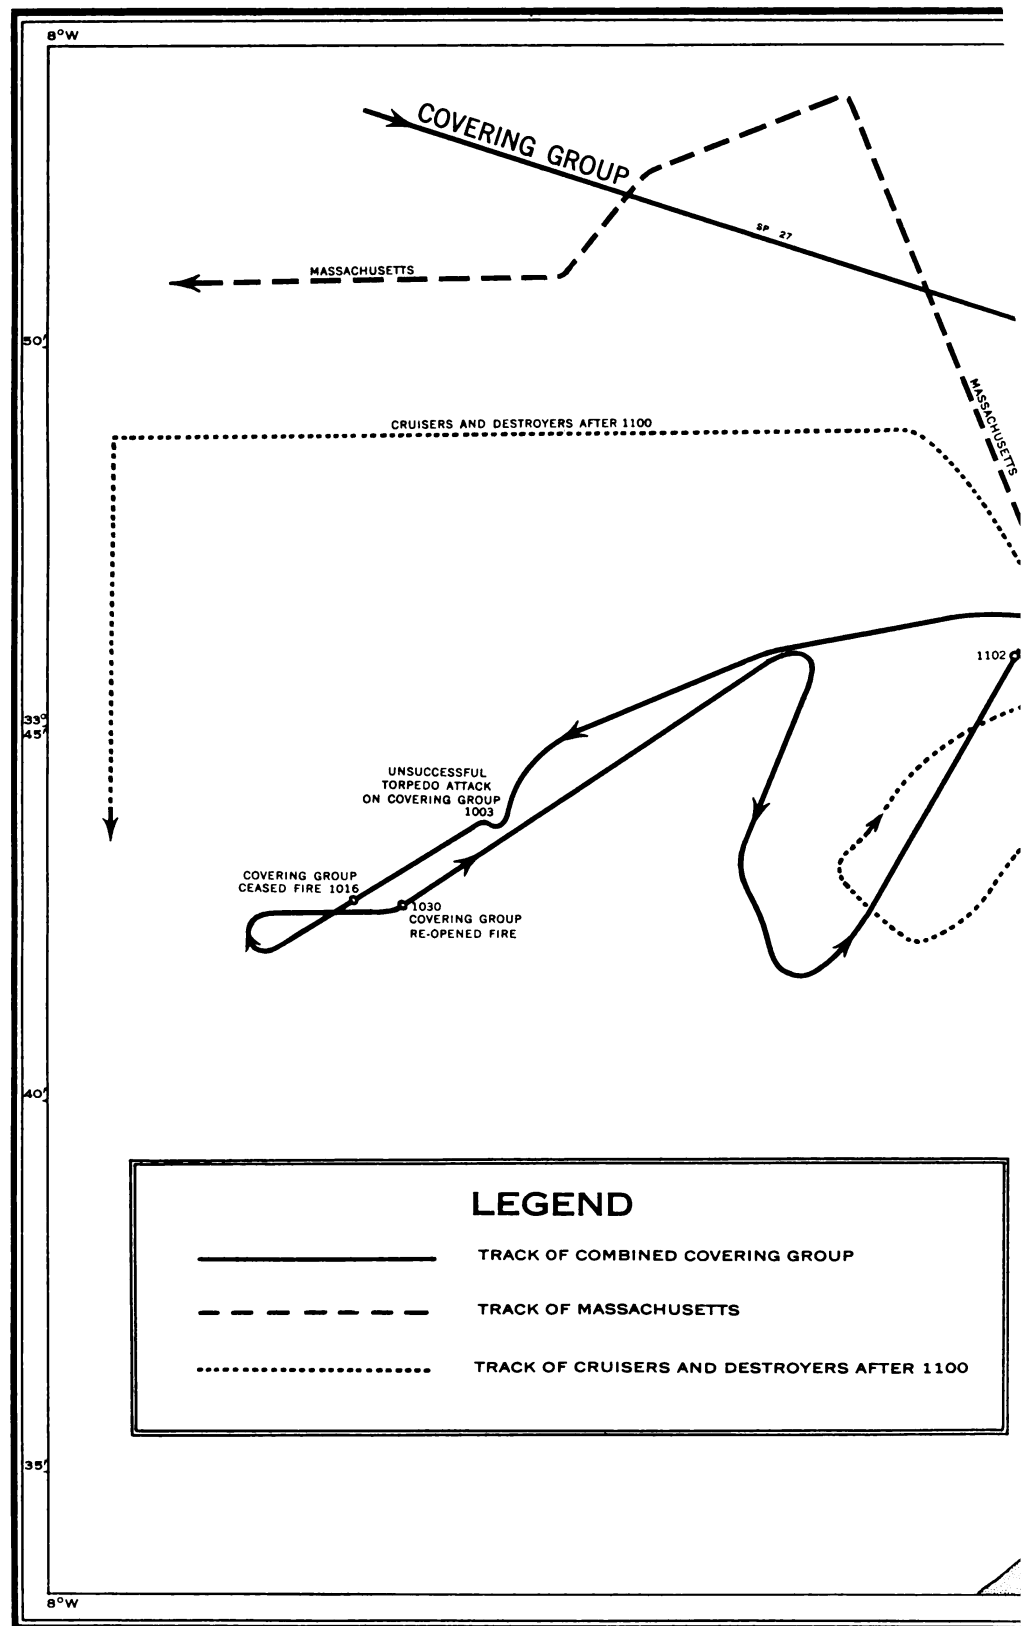 8°W
COVERING GROUP
SP 27
MASSACHUSETTS
50'
MASSACHUSETTS
CRUISERS AND DESTROYERS AFTER 1100
1102
33°
45'
UNSUCCESSFUL
TORPEDO ATTACK
ON COVERING GROUP
1003
COVERING GROUP
CEASED FIRE 1016
1030
COVERING GROUP
RE-OPENED FIRE
40'
LEGEND
TRACK OF COMBINED COVERING GROUP
TRACK OF MASSACHUSETTS
TRACK OF CRUISERS AND DESTROYERS AFTER 1100
35'
8°W